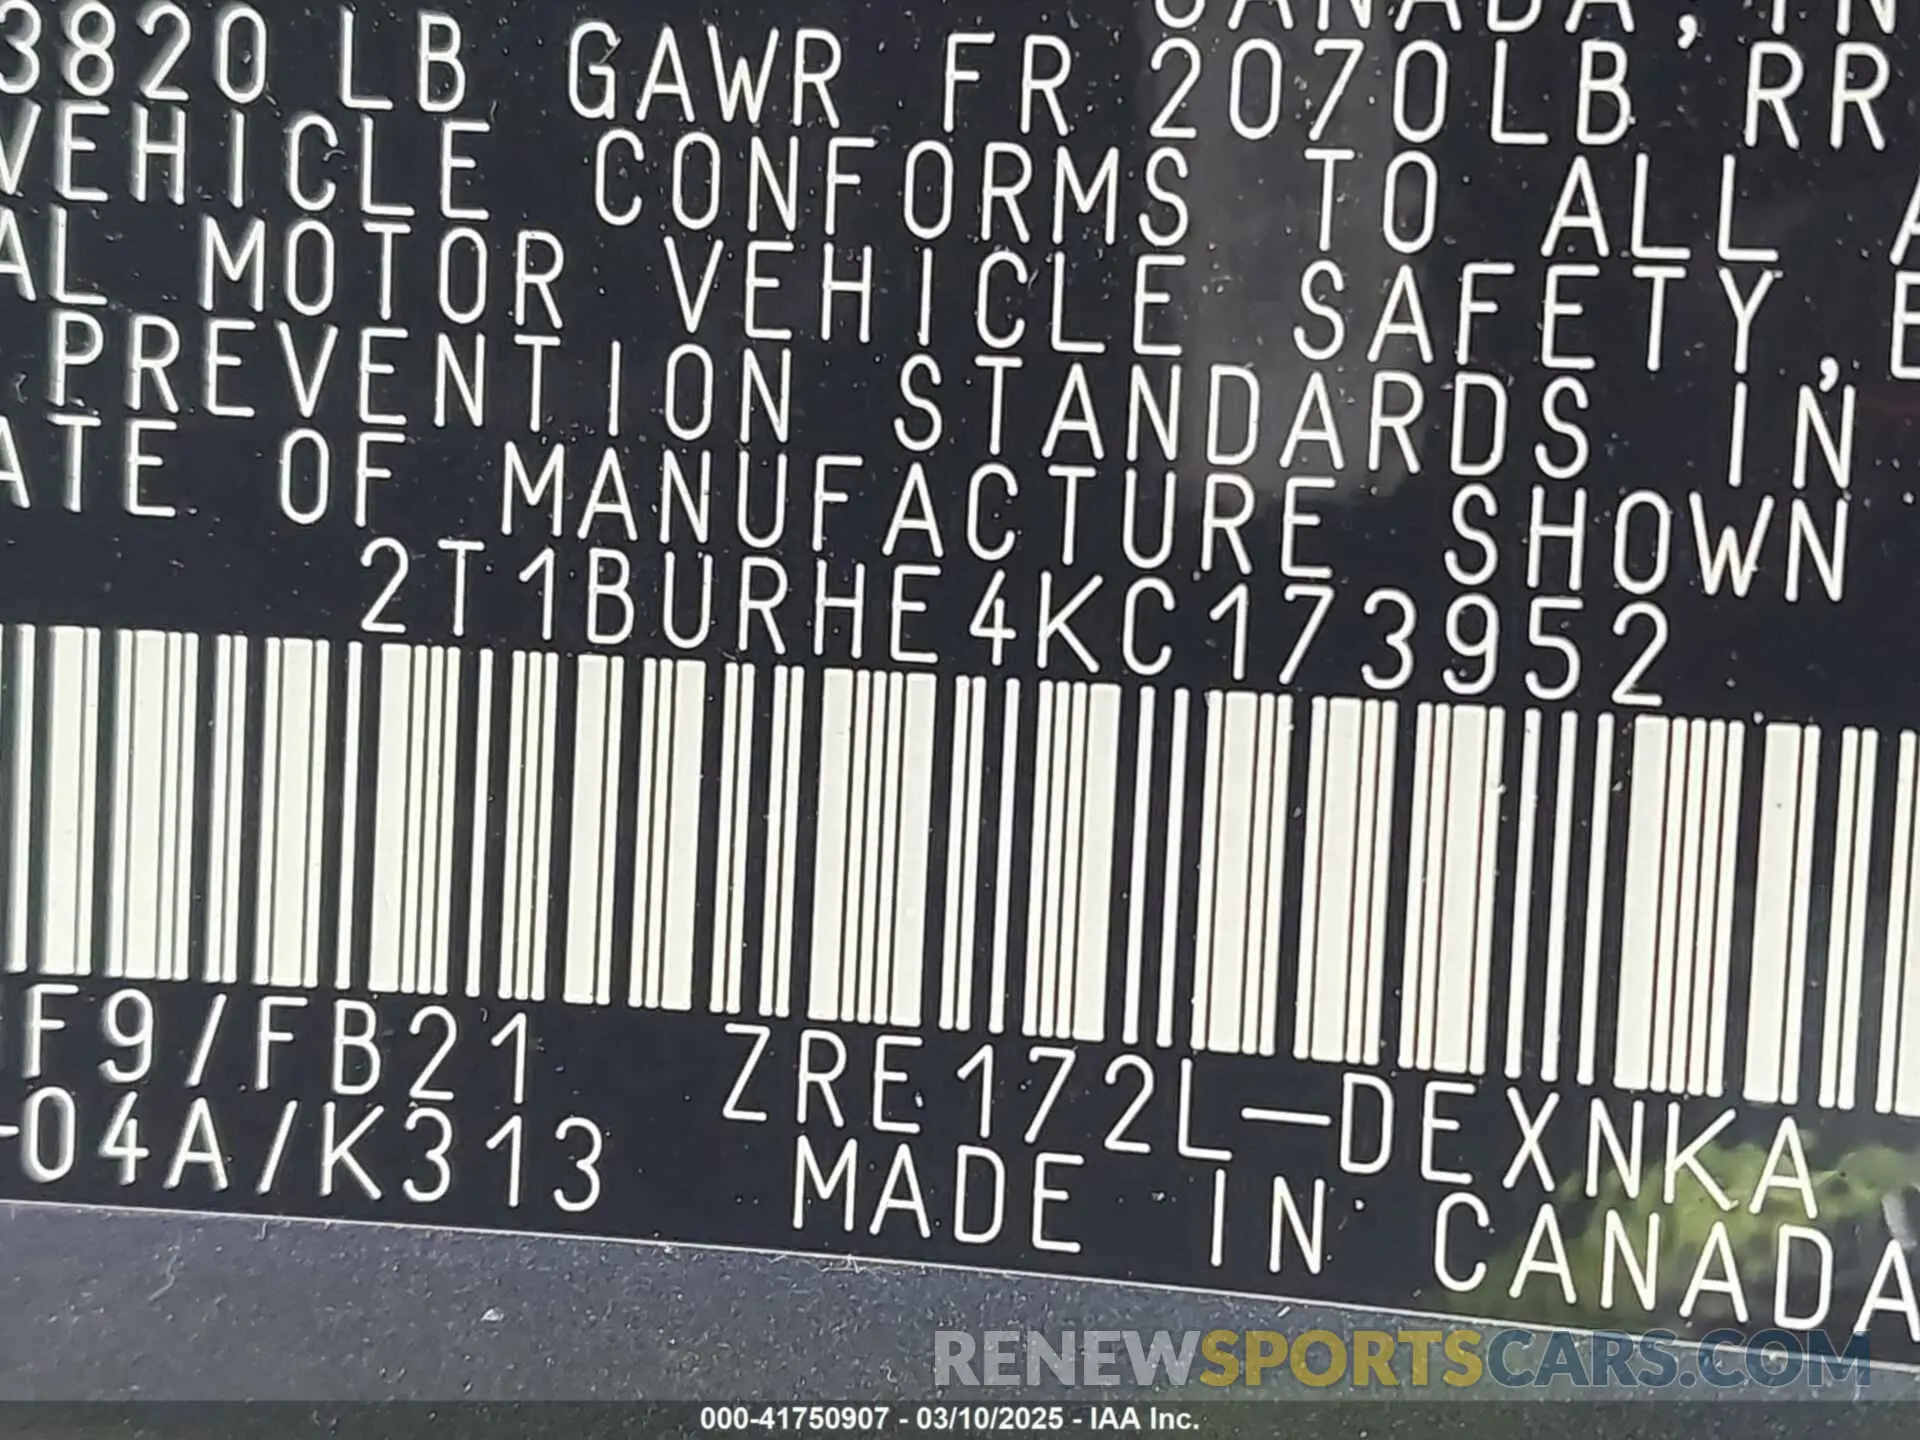 CANADA, IN
3820 LB GAWR FR 2070LB RR
VEHICLE CONFORMS TO ALL A
AL MOTOR VEHICLE SAFETY, B
PREVENTION STANDARDS IN
ATE OF MANUFACTURE SHOWN
2T1BURHE4KC173952
F9/FB21 ZRE172L-DEXNKA
-04A/K313 MADE IN CANADA
RENEWSPORTSCARS.COM
000-41750907 - 03/10/2025 - IAA Inc.